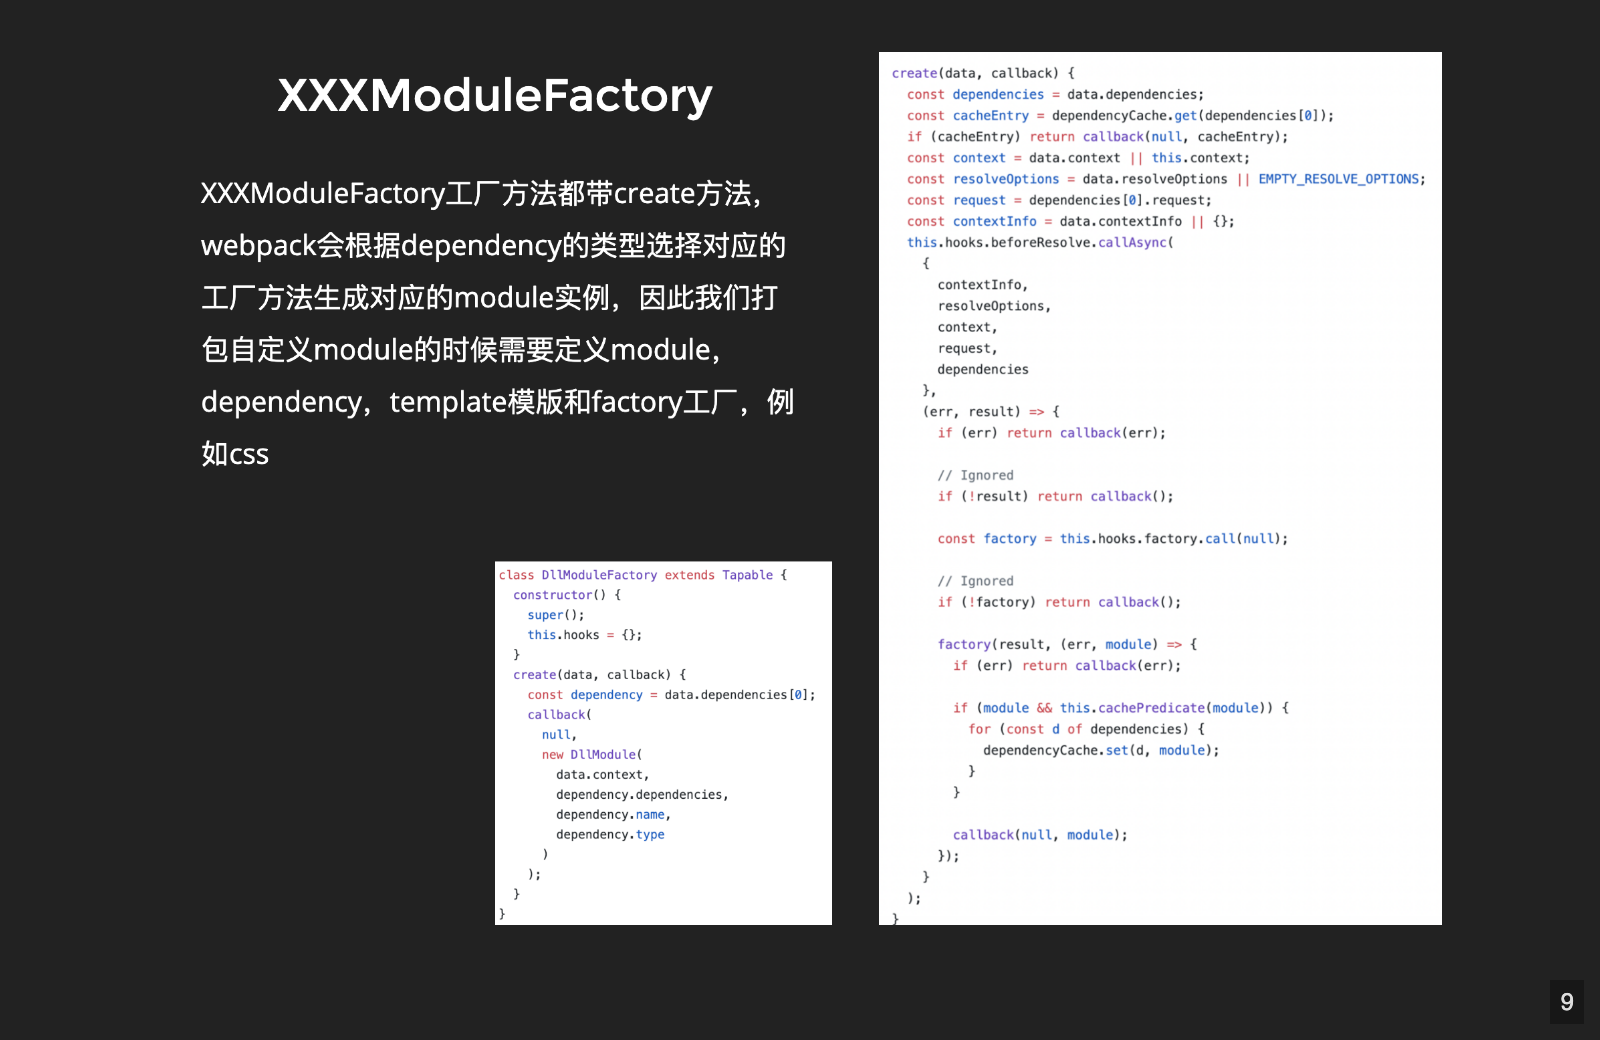 XXXModuleFactory
XXXModuleFactory工厂方法都带create方法，
webpack会根据dependency的类型选择对应的
工厂方法生成对应的module实例，因此我们打
包自定义module的时候需要定义module，
dependency，template模版和factory工厂，例
如css
class DllModuleFactory extends Tapable {
  constructor() {
    super();
    this.hooks = {};
  }
  create(data, callback) {
    const dependency = data.dependencies[0];
    callback(
      null,
      new DllModule(
        data.context,
        dependency.dependencies,
        dependency.name,
        dependency.type
      )
    );
  }
}
create(data, callback) {
  const dependencies = data.dependencies;
  const cacheEntry = dependencyCache.get(dependencies[0]);
  if (cacheEntry) return callback(null, cacheEntry);
  const context = data.context || this.context;
  const resolveOptions = data.resolveOptions || EMPTY_RESOLVE_OPTIONS;
  const request = dependencies[0].request;
  const contextInfo = data.contextInfo || {};
  this.hooks.beforeResolve.callAsync(
    {
      contextInfo,
      resolveOptions,
      context,
      request,
      dependencies
    },
    (err, result) => {
      if (err) return callback(err);
      // Ignored
      if (!result) return callback();
      const factory = this.hooks.factory.call(null);
      // Ignored
      if (!factory) return callback();
      factory(result, (err, module) => {
        if (err) return callback(err);
        if (module && this.cachePredicate(module)) {
          for (const d of dependencies) {
            dependencyCache.set(d, module);
          }
        }
        callback(null, module);
      });
    }
  );
}
9